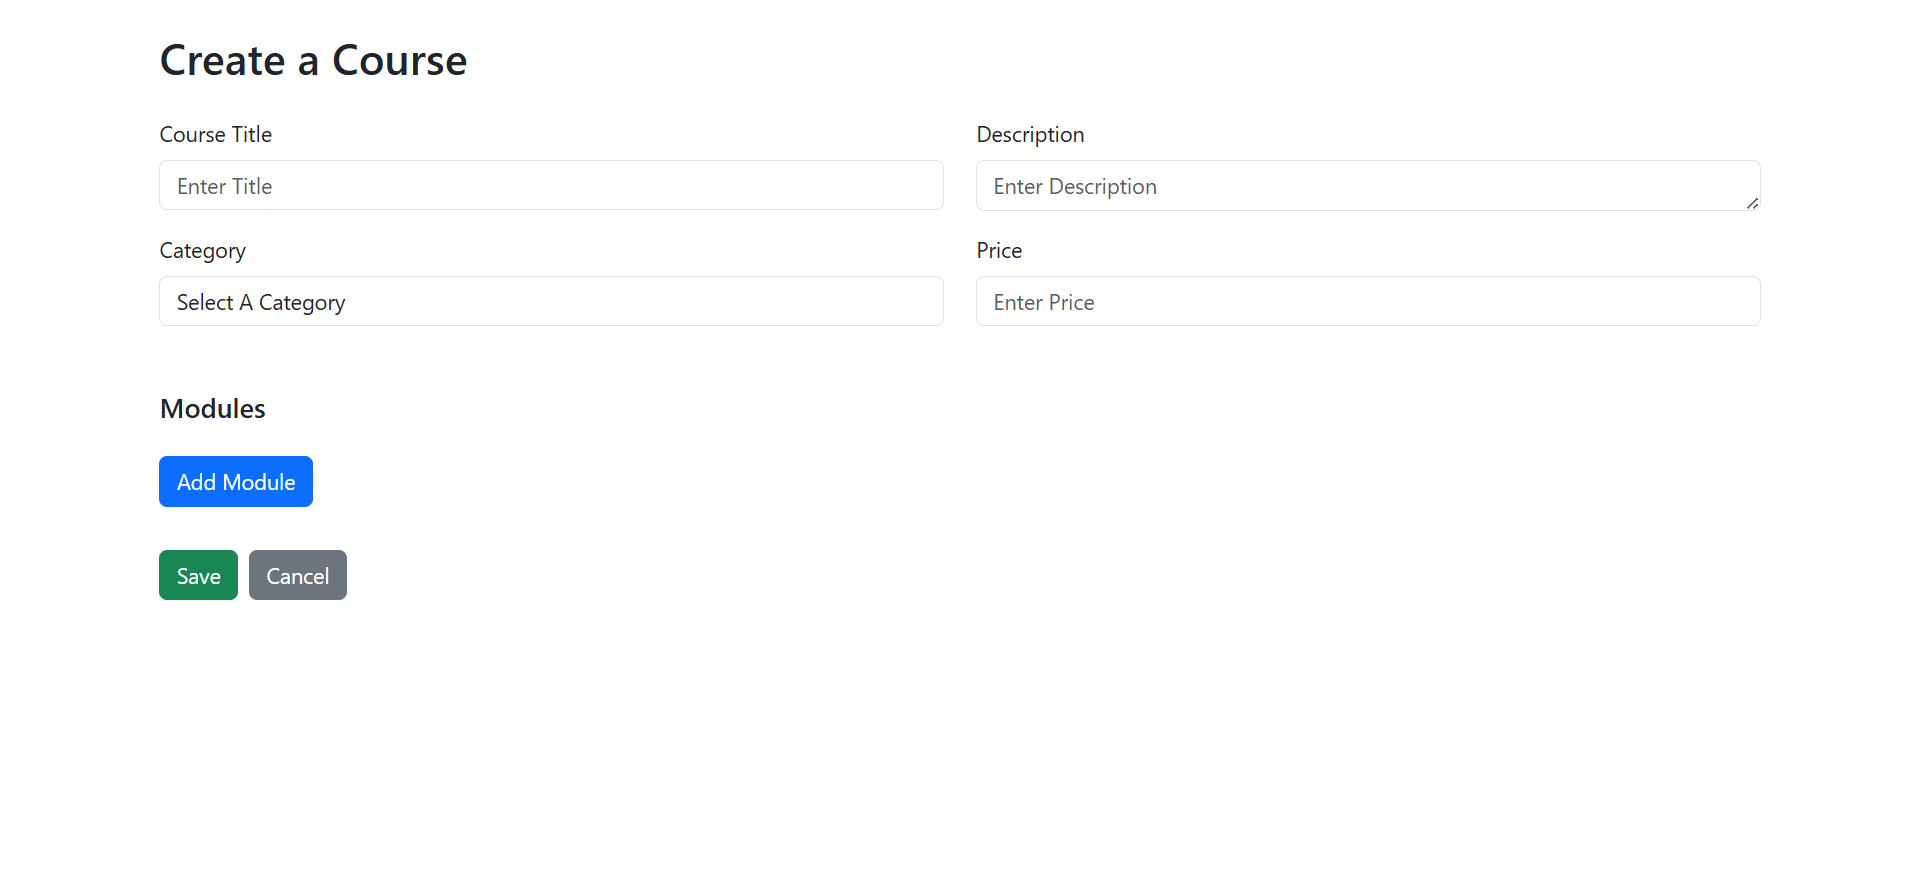 Create a Course
Course Title
Enter Title
Description
Enter Description
Category
Select A Category
Price
Enter Price
Modules
Add Module
Save
Cancel